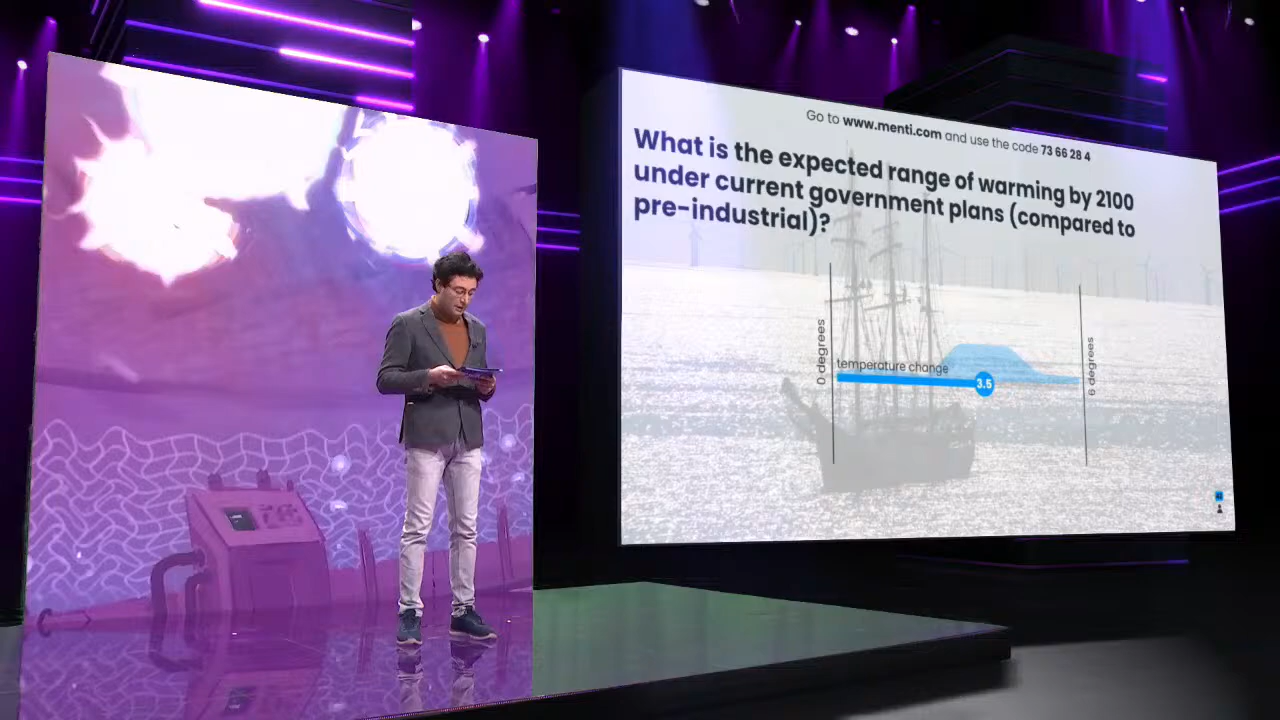 Go to www.menti.com and use the code 73 66 28 4
What is the expected range of warming by 2100
under current government plans (compared to
pre-industrial)?
0 degrees
temperature change
3.5
6 degrees